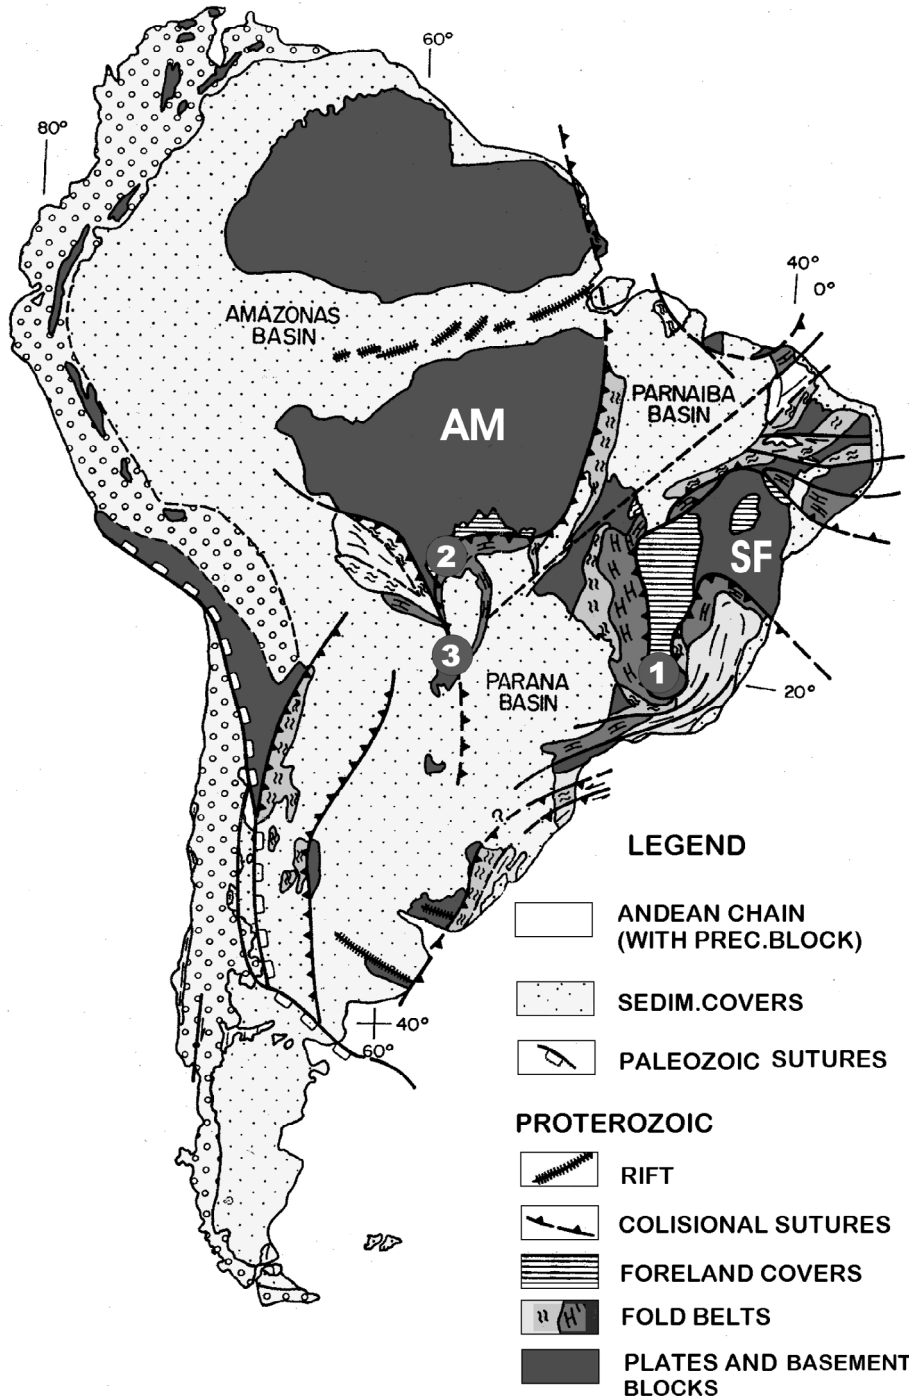 60°
80°
40°
0°
AMAZONAS
BASIN
PARNAIBA
BASIN
AM
SF
2
3
1
PARANA
BASIN
20°
?
40°
60°
LEGEND
ANDEAN CHAIN
(WITH PREC.BLOCK)
SEDIM.COVERS
PALEOZOIC SUTURES
PROTEROZOIC
RIFT
COLISIONAL SUTURES
FORELAND COVERS
H
FOLD BELTS
PLATES AND BASEMENT
BLOCKS